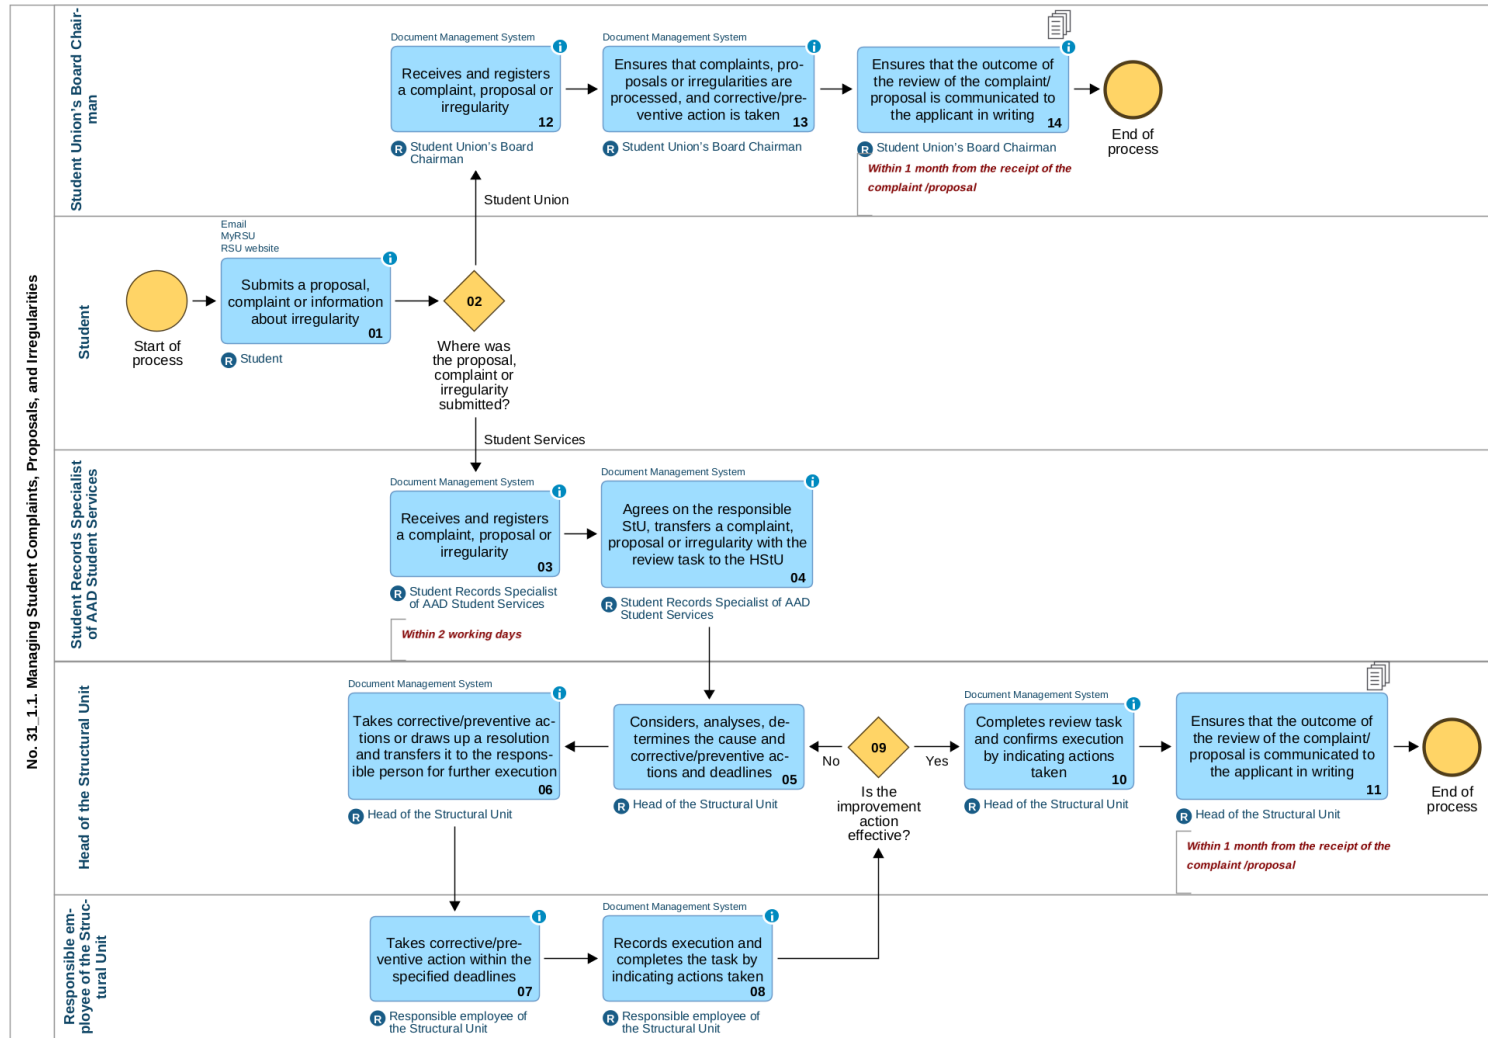 No. 31_1.1. Managing Student Complaints, Proposals, and Irregularities
Student Union's Board Chair-
man
Document Management System
Receives and registers
a complaint, proposal or
irregularity
12
R Student Union's Board
Chairman
Document Management System
Ensures that complaints, pro-
posals or irregularities are
processed, and corrective/pre-
ventive action is taken
13
R Student Union's Board Chairman
Ensures that the outcome of
the review of the complaint/
proposal is communicated to
the applicant in writing
14
R Student Union's Board Chairman
Within 1 month from the receipt of the
complaint /proposal
End of
process
Student Union
Student
Start of
process
Email
MyRSU
RSU website
Submits a proposal,
complaint or information
about irregularity
01
R Student
02
Where was
the proposal,
complaint or
irregularity
submitted?
Student Services
Student Records Specialist
of AAD Student Services
Document Management System
Receives and registers
a complaint, proposal or
irregularity
03
R Student Records Specialist
of AAD Student Services
Within 2 working days
Document Management System
Agrees on the responsible
StU, transfers a complaint,
proposal or irregularity with the
review task to the HStU
04
R Student Records Specialist of AAD
Student Services
Head of the Structural Unit
Document Management System
Takes corrective/preventive ac-
tions or draws up a resolution
and transfers it to the respons-
ible person for further execution
06
R Head of the Structural Unit
Considers, analyses, de-
termines the cause and
corrective/preventive ac-
tions and deadlines
05
R Head of the Structural Unit
No
09
Yes
Is the
improvement
action
effective?
Document Management System
Completes review task
and confirms execution
by indicating actions
taken
10
R Head of the Structural Unit
Ensures that the outcome of
the review of the complaint/
proposal is communicated to
the applicant in writing
11
R Head of the Structural Unit
Within 1 month from the receipt of the
complaint /proposal
End of
process
Responsible em-
ployee of the Struc-
tural Unit
Takes corrective/pre-
ventive action within the
specified deadlines
07
R Responsible employee of
the Structural Unit
Document Management System
Records execution and
completes the task by
indicating actions taken
08
R Responsible employee of
the Structural Unit